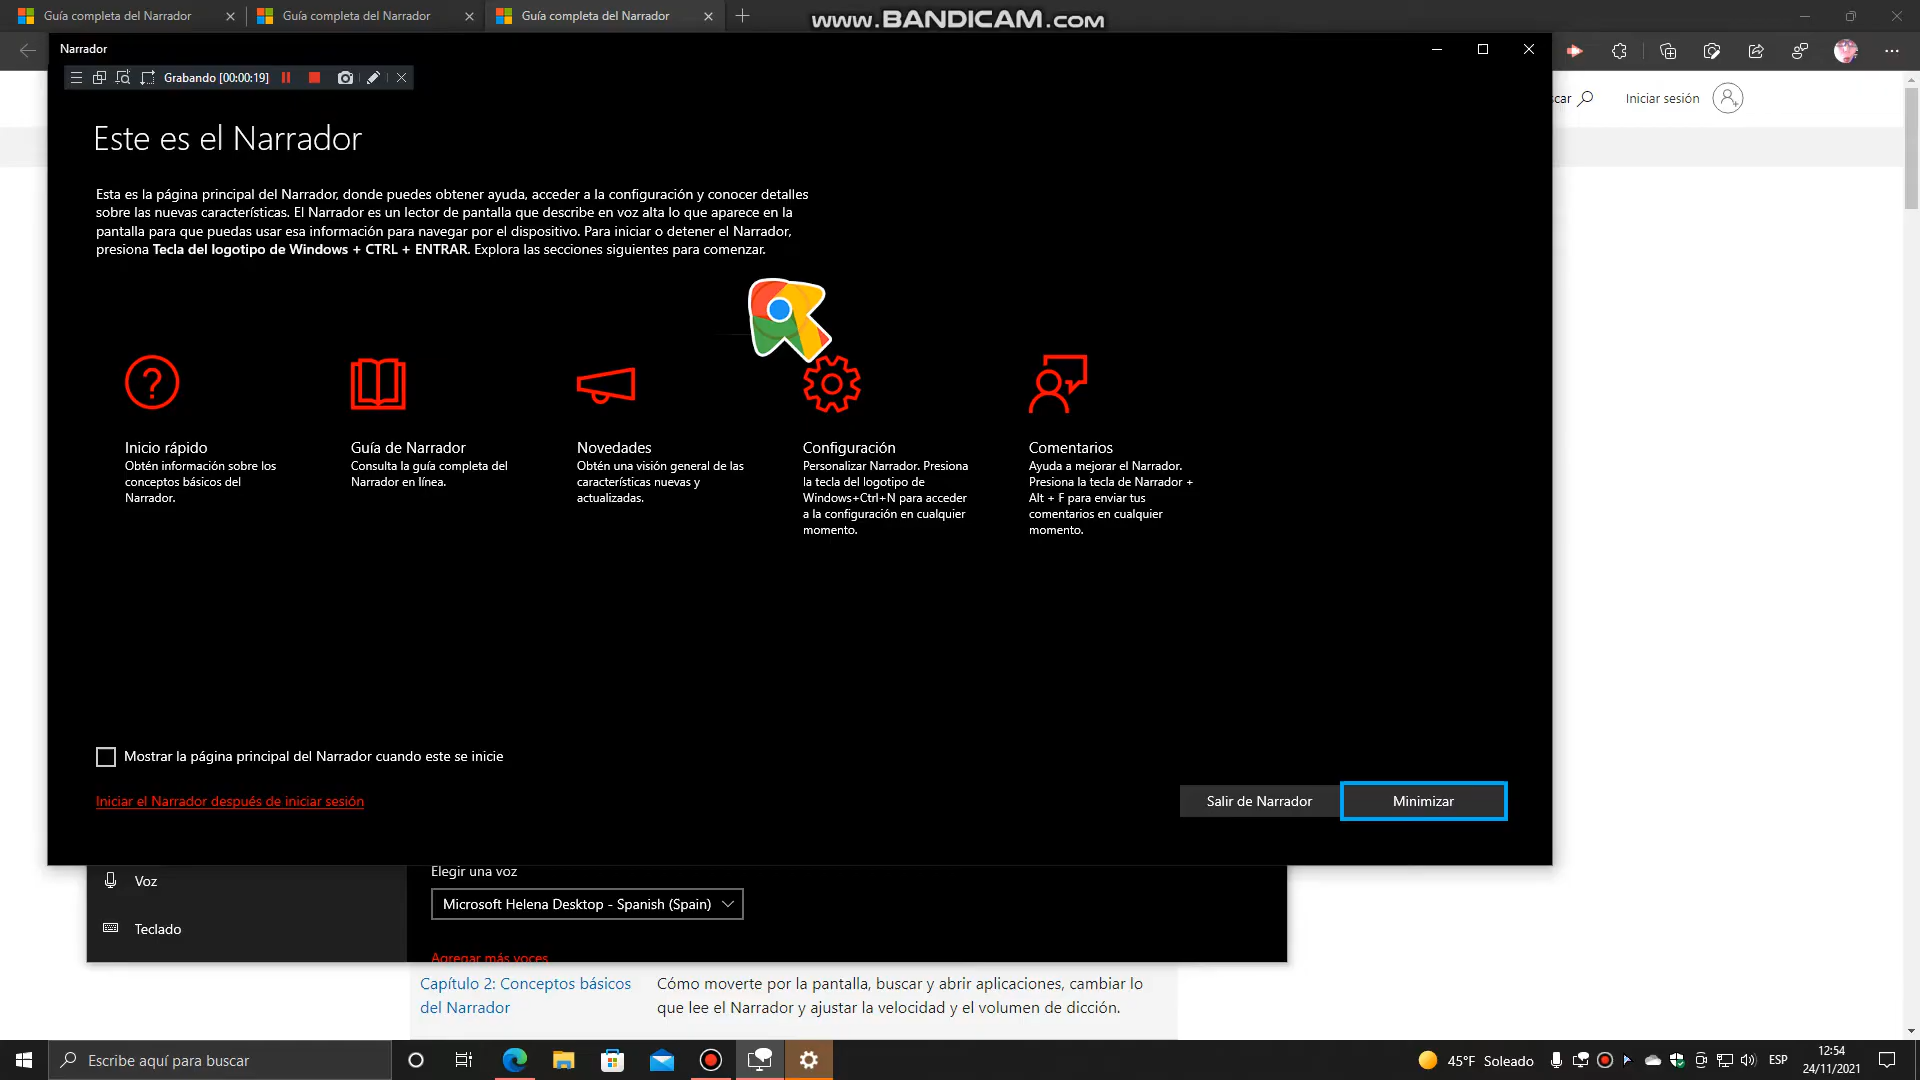 Guía completa del Narrador
Guía completa del Narrador
Guía completa del Narrador
www.BANDICAM.com
Narrador
Grabando [00:00:19]
car
Iniciar sesión
Este es el Narrador
Esta es la página principal del Narrador, donde puedes obtener ayuda, acceder a la configuración y conocer detalles
sobre las nuevas características. El Narrador es un lector de pantalla que describe en voz alta lo que aparece en la
pantalla para que puedas usar esa información para navegar por el dispositivo. Para iniciar o detener el Narrador,
presiona Tecla del logotipo de Windows + CTRL + ENTRAR. Explora las secciones siguientes para comenzar.
Inicio rápido
Obtén información sobre los
conceptos básicos del
Narrador.
Guía de Narrador
Consulta la guía completa del
Narrador en línea.
Novedades
Obtén una visión general de las
características nuevas y
actualizadas.
Configuración
Personalizar Narrador. Presiona
la tecla del logotipo de
Windows+Ctrl+N para acceder
a la configuración en cualquier
momento.
Comentarios
Ayuda a mejorar el Narrador.
Presiona la tecla de Narrador +
Alt + F para enviar tus
comentarios en cualquier
momento.
Mostrar la página principal del Narrador cuando este se inicie
Iniciar el Narrador después de iniciar sesión
Salir de Narrador
Minimizar
Voz
Teclado
Elegir una voz
Microsoft Helena Desktop - Spanish (Spain)
Agregar más voces
Capítulo 2: Conceptos básicos
del Narrador
Cómo moverte por la pantalla, buscar y abrir aplicaciones, cambiar lo
que lee el Narrador y ajustar la velocidad y el volumen de dicción.
Escribe aquí para buscar
45°F Soleado
ESP
12:54
24/11/2021